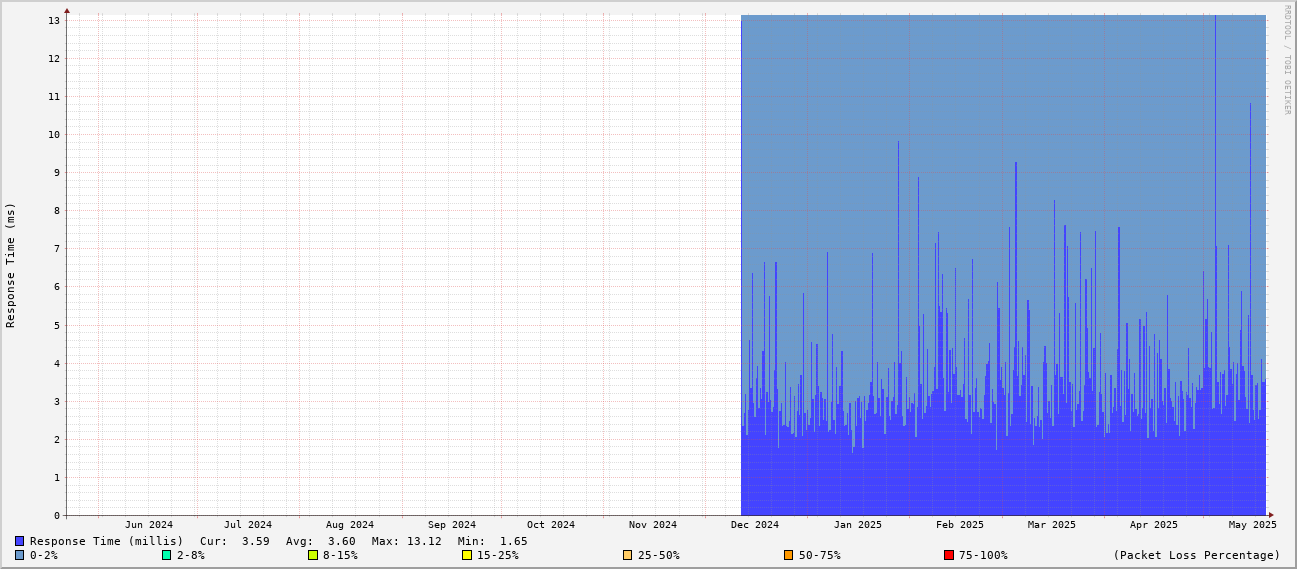 RRDTOOL / TOBI OETIKER
Response Time (ms)
13
12
11
10
9
8
7
6
5
4
3
2
1
0
Jun 2024 Jul 2024 Aug 2024 Sep 2024 Oct 2024 Nov 2024 Dec 2024 Jan 2025 Feb 2025 Mar 2025 Apr 2025 May 2025
Response Time (millis) Cur: 3.59 Avg: 3.60 Max: 13.12 Min: 1.65
0-2% 2-8% 8-15% 15-25% 25-50% 50-75% 75-100% (Packet Loss Percentage)